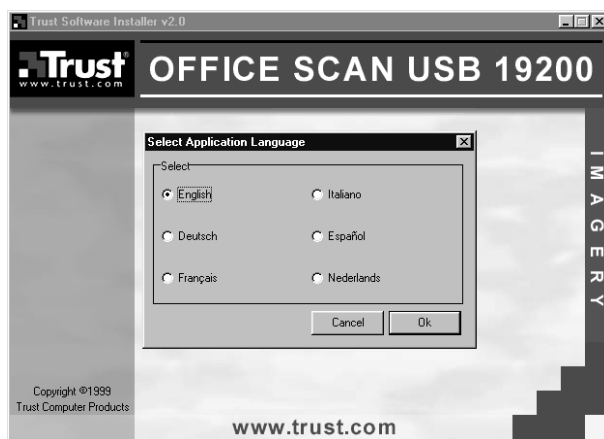 Trust Software Installer v2.0
Trust
www.trust.com
OFFICE SCAN USB 19200
Select Application Language
Select
English
Italiano
Deutsch
Español
Français
Nederlands
Cancel
Ok
IMAGERY
Copyright ©1999
Trust Computer Products
www.trust.com